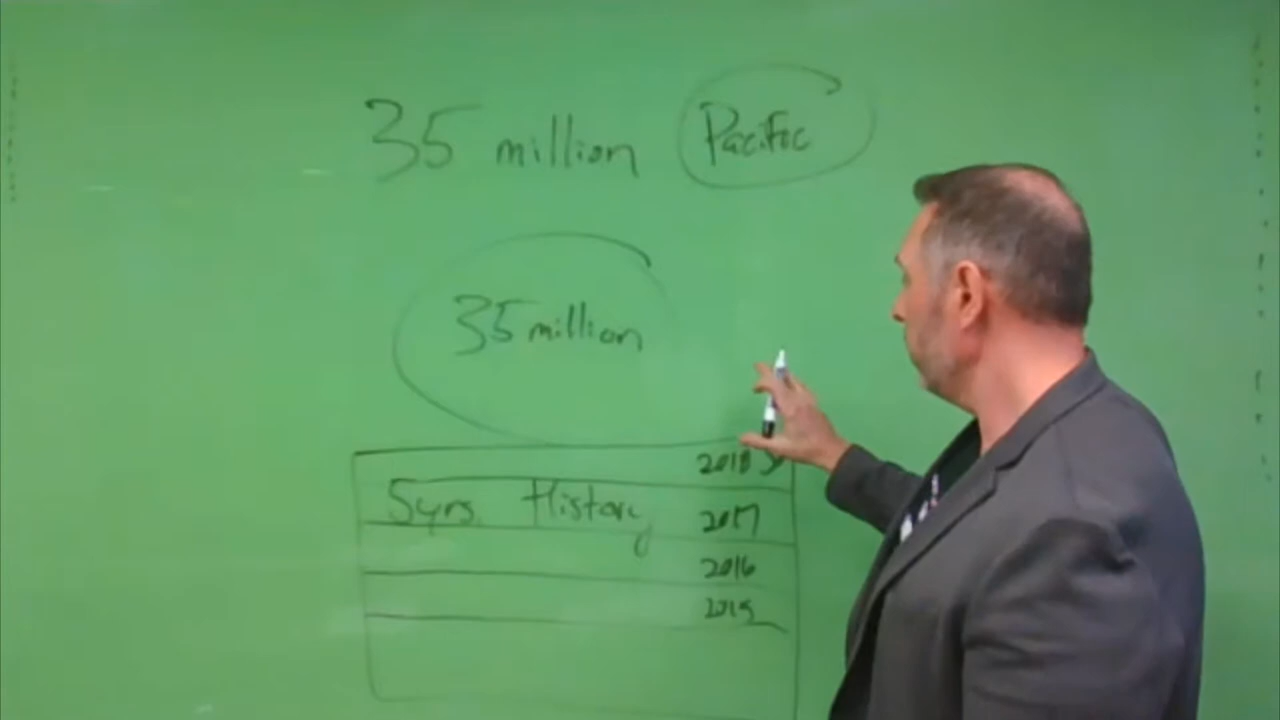 35 million Pacific
35 million
2018
5yrs. History 2017
2016
2015